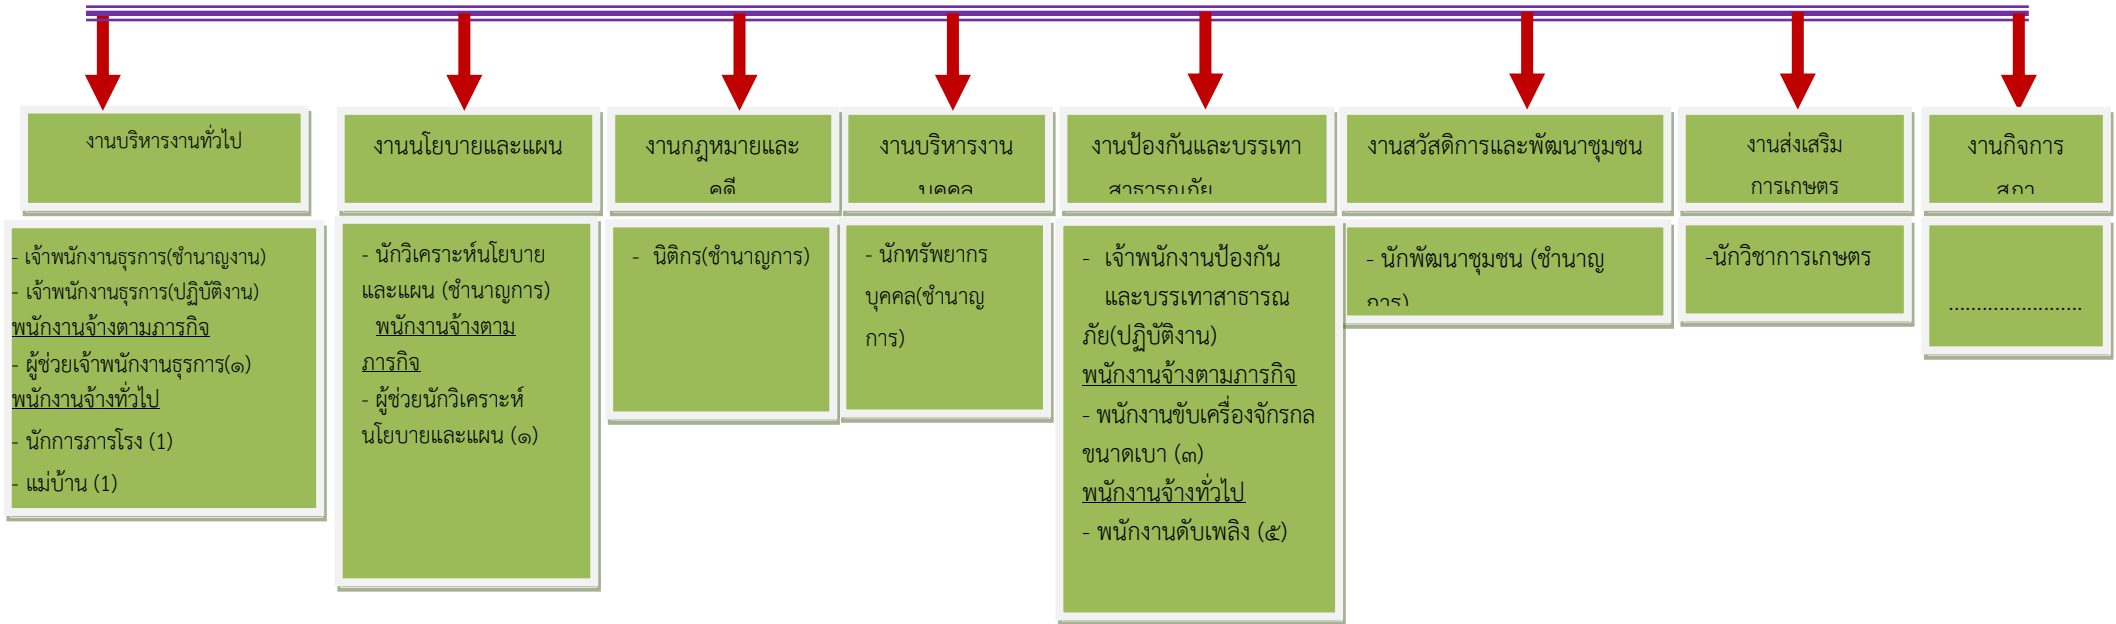 งานบริหารงานทั่วไป
- เจ้าพนักงานธุรการ(ชำนาญงาน)
- เจ้าพนักงานธุรการ(ปฏิบัติงาน)
พนักงานจ้างตามภารกิจ
- ผู้ช่วยเจ้าพนักงานธุรการ(๑)
พนักงานจ้างทั่วไป
- นักการภารโรง (1)
- แม่บ้าน (1)
งานนโยบายและแผน
- นักวิเคราะห์นโยบาย
และแผน (ชำนาญการ)
พนักงานจ้างตาม
ภารกิจ
- ผู้ช่วยนักวิเคราะห์
นโยบายและแผน (๑)
งานกฎหมายและ
คดี
- นิติกร(ชำนาญการ)
งานบริหารงาน
บุคคล
- นักทรัพยากร
บุคคล(ชำนาญ
การ)
งานป้องกันและบรรเทา
สาธารณภัย
- เจ้าพนักงานป้องกัน
และบรรเทาสาธารณ
ภัย(ปฏิบัติงาน)
พนักงานจ้างตามภารกิจ
- พนักงานขับเครื่องจักรกล
ขนาดเบา (๓)
พนักงานจ้างทั่วไป
- พนักงานดับเพลิง (๕)
งานสวัสดิการและพัฒนาชุมชน
- นักพัฒนาชุมชน (ชำนาญ
การ)
งานส่งเสริม
การเกษตร
-นักวิชาการเกษตร
งานกิจการ
สภา
........................